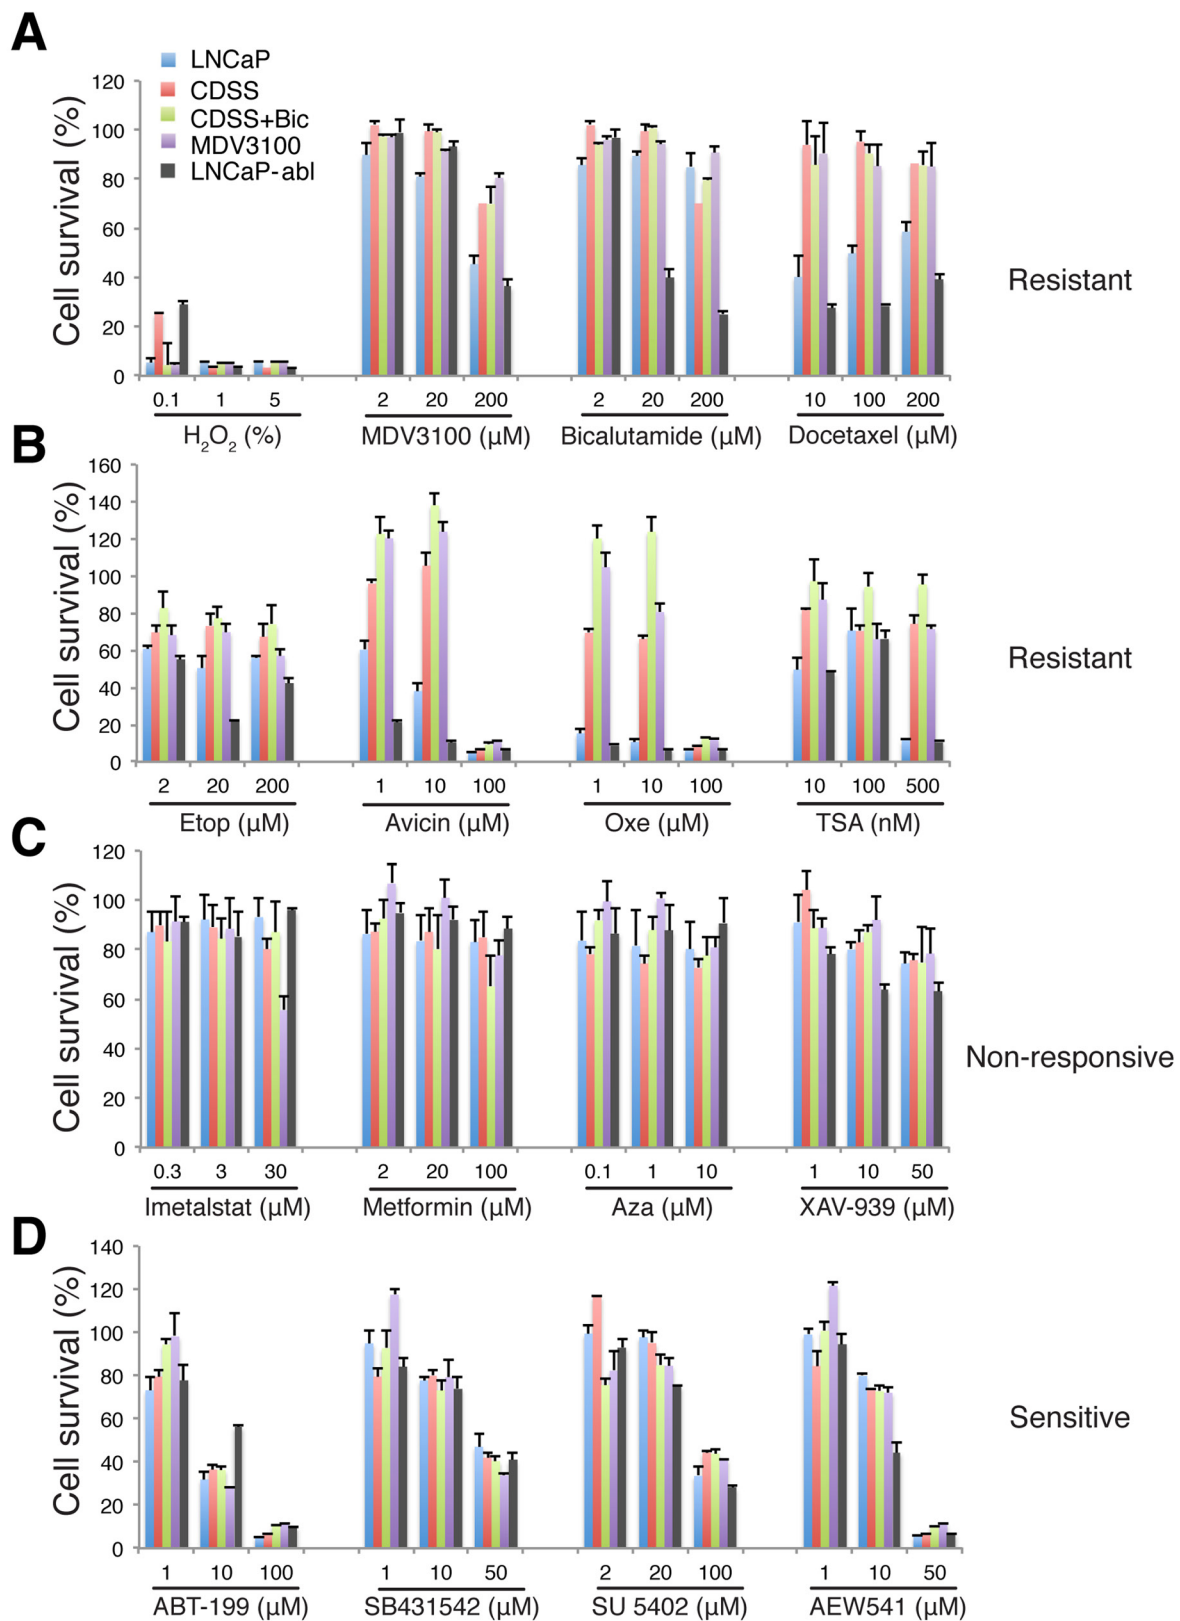 A
LNCaP
CDSS
CDSS+Bic
MDV3100
LNCaP-abl
Cell survival (%)
120
100
80
60
40
20
0
0.1 1 5 2 20 200 2 20 200 10 100 200
H₂O₂ (%) MDV3100 (µM) Bicalutamide (µM) Docetaxel (µM)
Resistant
B
Cell survival (%)
160
140
120
100
80
60
40
20
0
2 20 200 1 10 100 1 10 100 10 100 500
Etop (µM) Avicin (µM) Oxe (µM) TSA (nM)
Resistant
C
Cell survival (%)
120
100
80
60
40
20
0
0.3 3 30 2 20 100 0.1 1 10 1 10 50
Imetalstat (µM) Metformin (µM) Aza (µM) XAV-939 (µM)
Non-responsive
D
Cell survival (%)
140
120
100
80
60
40
20
0
1 10 100 1 10 50 2 20 100 1 10 50
ABT-199 (µM) SB431542 (µM) SU 5402 (µM) AEW541 (µM)
Sensitive